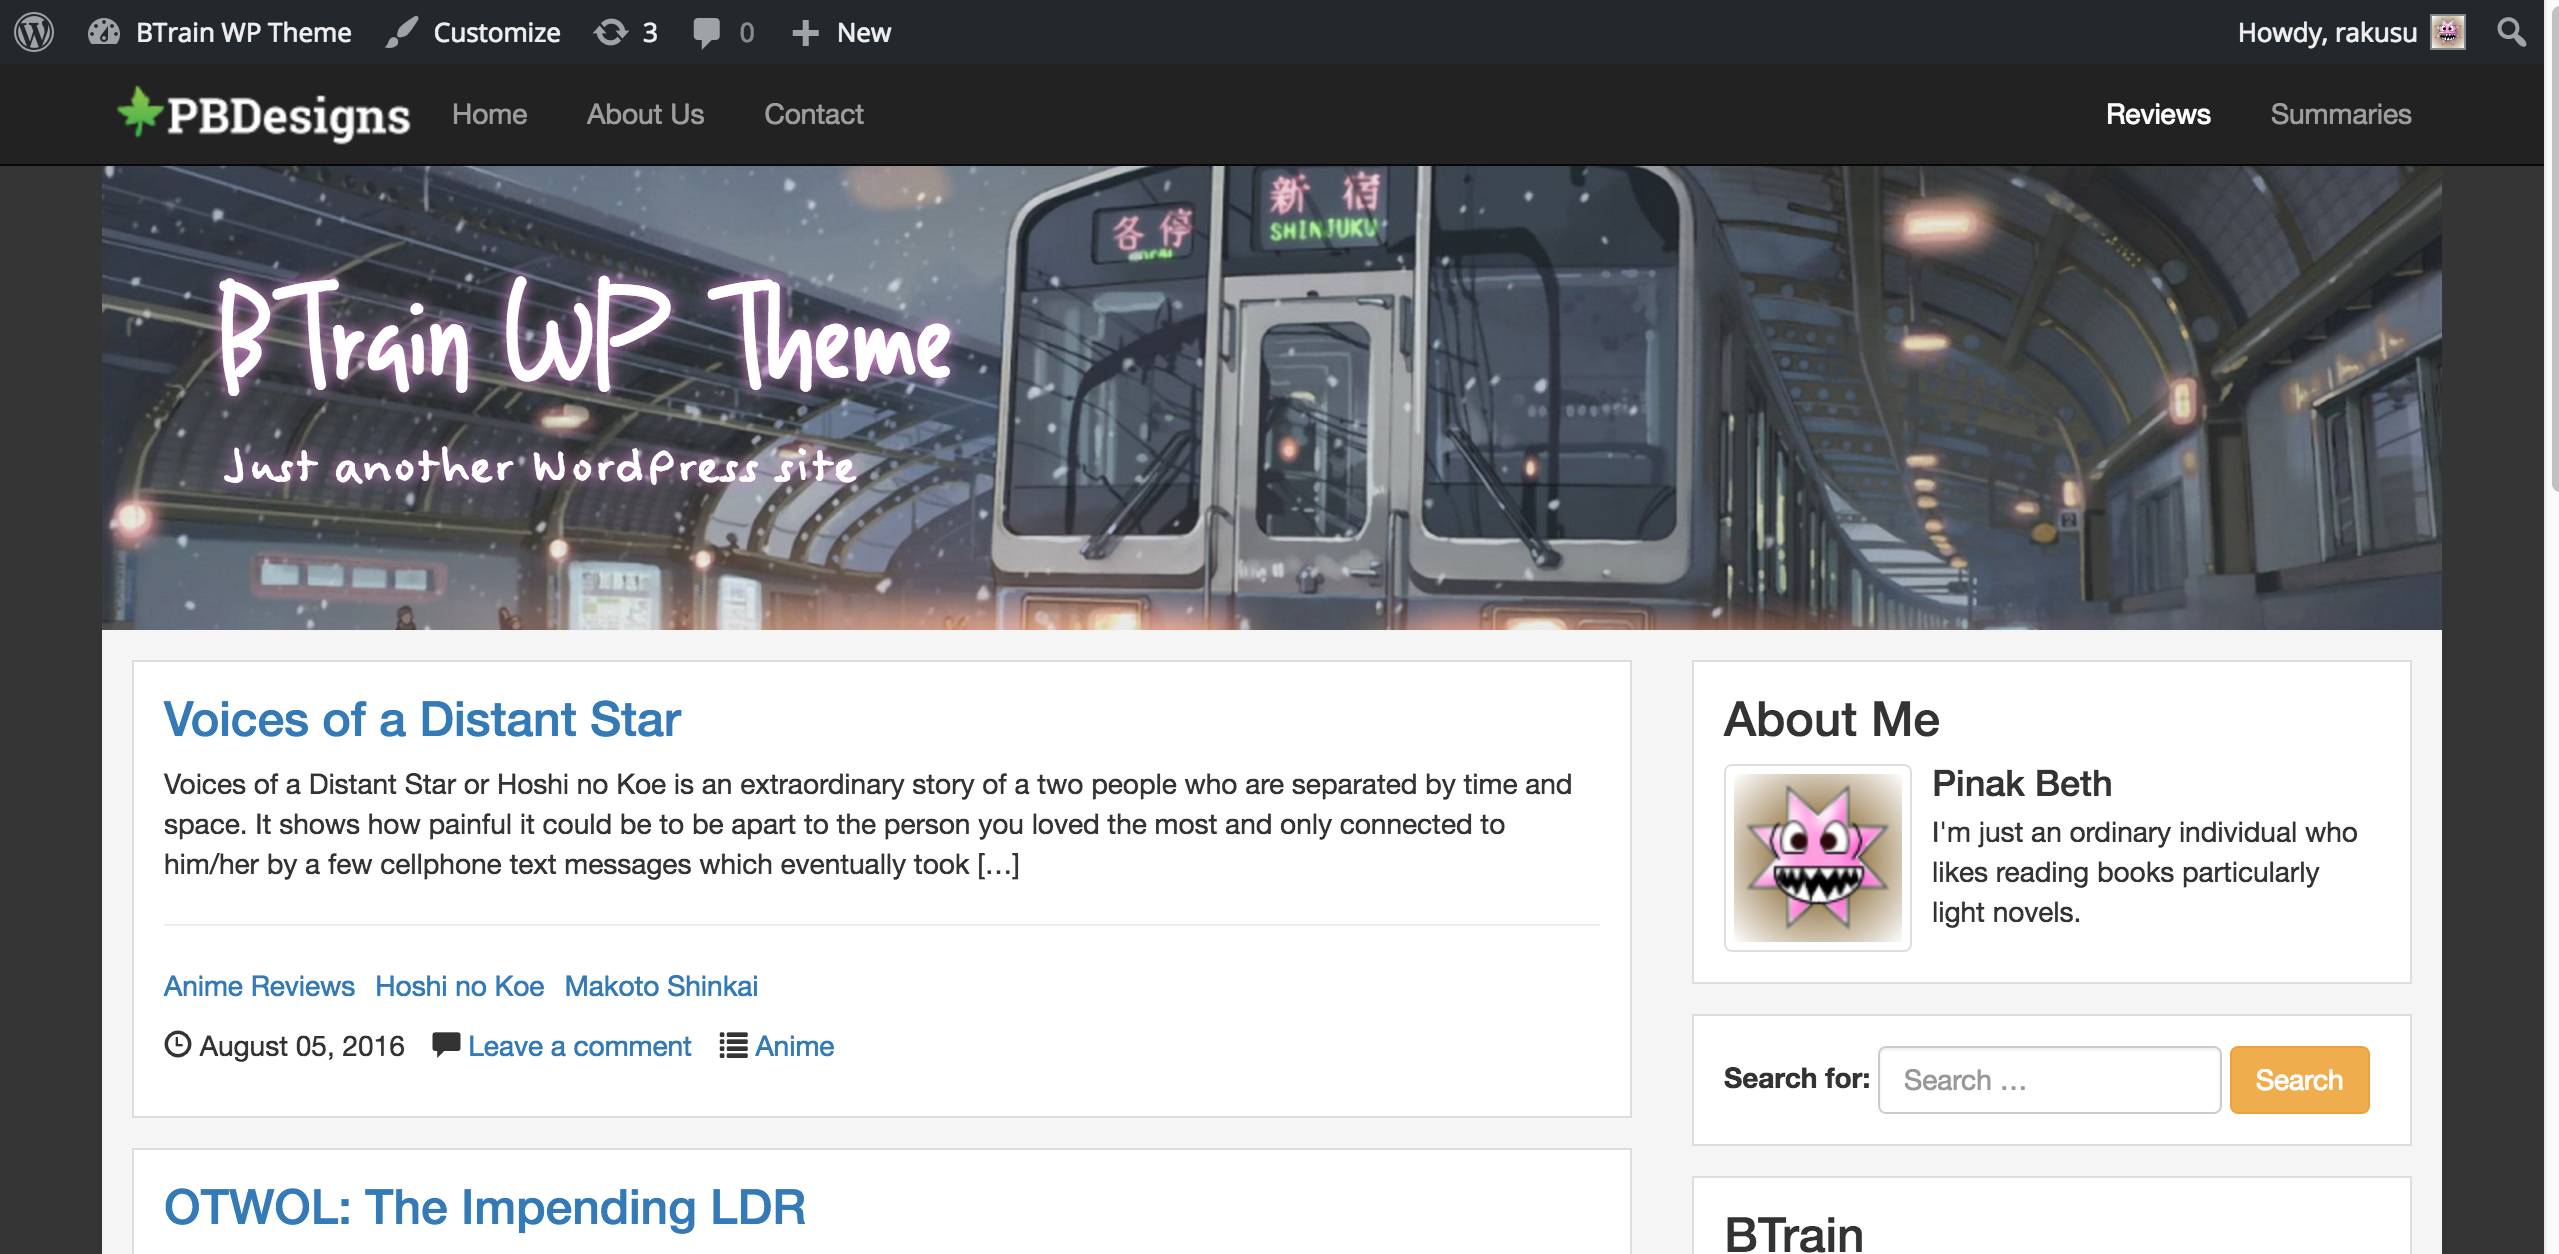 BTrain WP Theme Customize 3 0 New Howdy, rakusu
PBDesigns Home About Us Contact Reviews Summaries
各停
新宿
SHINJUKU
BTrain WP Theme
Just another WordPress site
Voices of a Distant Star
Voices of a Distant Star or Hoshi no Koe is an extraordinary story of a two people who are separated by time and
space. It shows how painful it could be to be apart to the person you loved the most and only connected to
him/her by a few cellphone text messages which eventually took […]
Anime Reviews Hoshi no Koe Makoto Shinkai
August 05, 2016 Leave a comment Anime
OTWOL: The Impending LDR
About Me
Pinak Beth
I'm just an ordinary individual who
likes reading books particularly
light novels.
Search for: Search … Search
BTrain